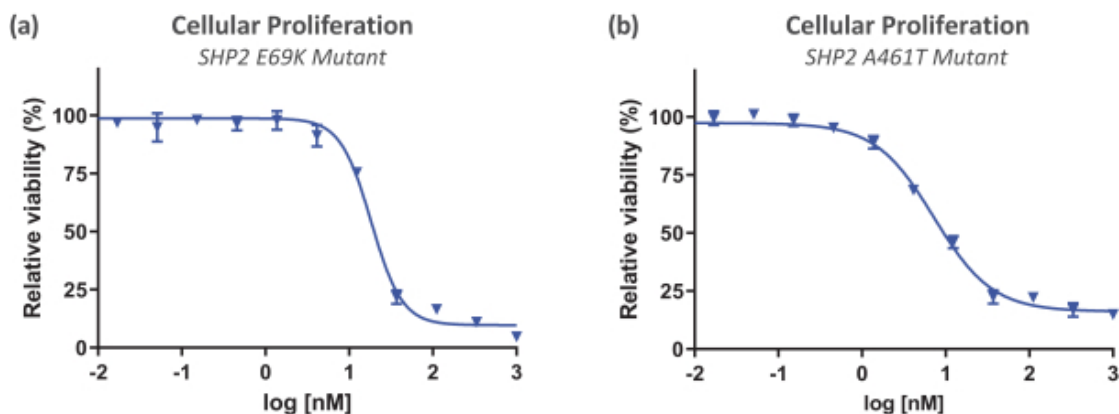 (a)
Cellular Proliferation
SHP2 E69K Mutant
Relative viability (%)
100
75
50
25
0
-2 -1 0 1 2 3
log [nM]
(b)
Cellular Proliferation
SHP2 A461T Mutant
Relative viability (%)
100
75
50
25
0
-2 -1 0 1 2 3
log [nM]